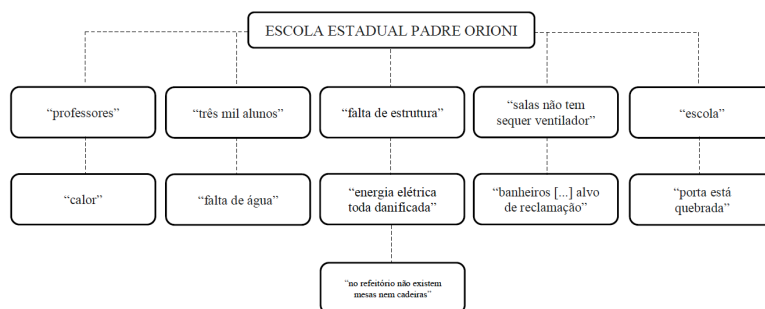 ESCOLA ESTADUAL PADRE ORIONI
“professores”
“três mil alunos”
“falta de estrutura”
“salas não tem
sequer ventilador”
“escola”
“calor”
“falta de água”
“energia elétrica
toda danificada”
“banheiros [...] alvo
de reclamação”
“porta está
quebrada”
“no refeitório não existem
mesas nem cadeiras”